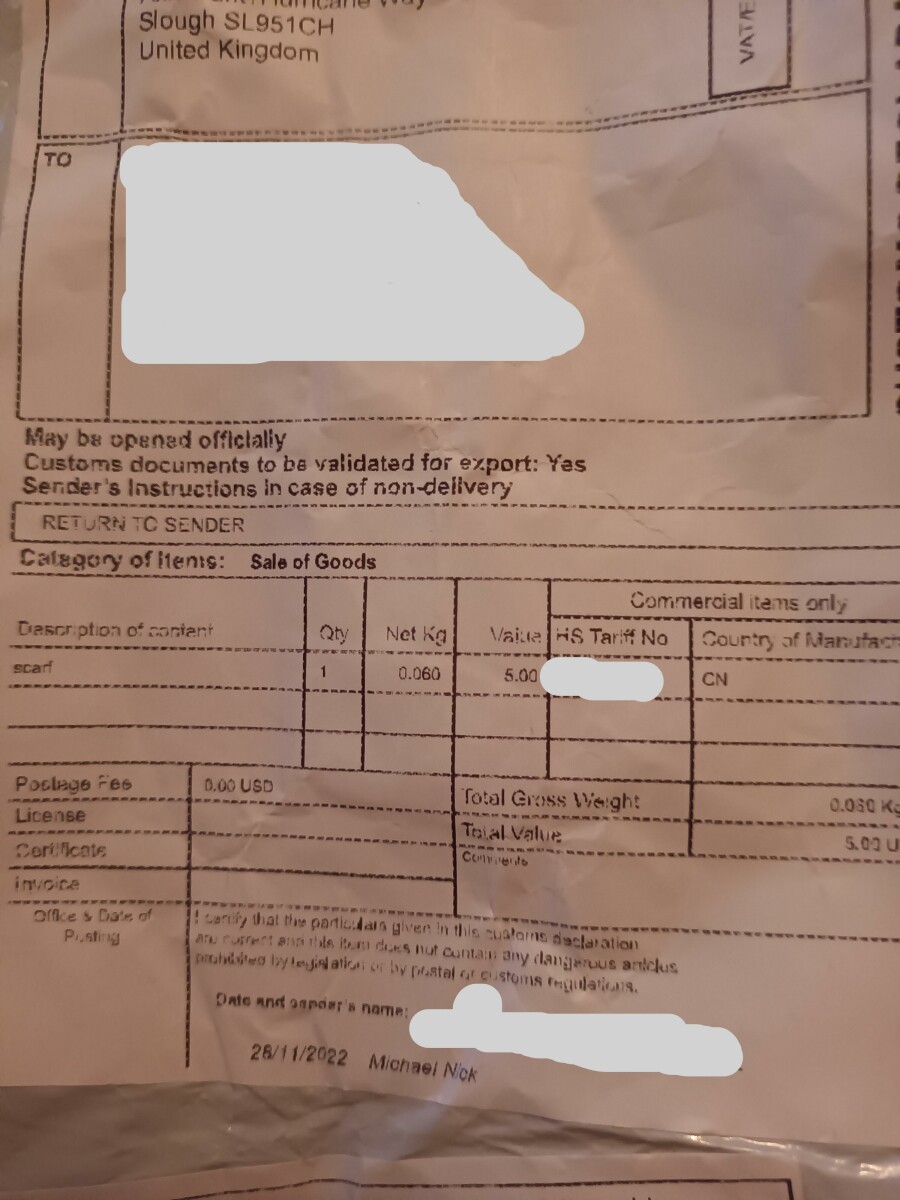 Hurricane Way
Slough SL951CH
United Kingdom
VAT/E
TO
May be opened officially
Customs documents to be validated for export: Yes
Sender's Instructions in case of non-delivery
RETURN TO SENDER
Category of Items: Sale of Goods
Commercial items only
Description of content Qty Net Kg Value HS Tariff No Country of Manufact
scarf 1 0.060 5.00 CN
Postage Fee 0.00 USD Total Gross Weight 0.060 Kg
License Total Value 5.00 U
Certificate Comments
Invoice
Office & Date of
Posting
I certify that the particulars given in this customs declaration
are correct and this item does not contain any dangerous articles
prohibited by legislation or by postal or customs regulations.
Date and sender's name:
28/11/2022 Michael Nick